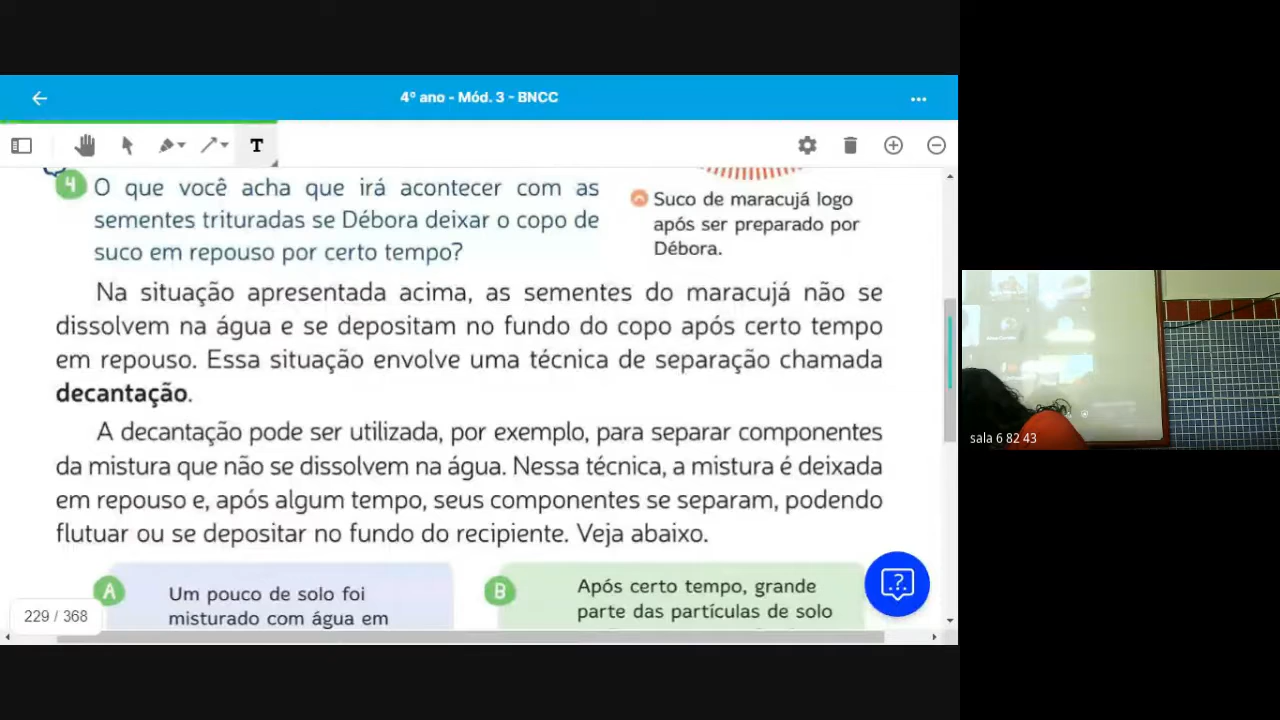 4º ano - Mód. 3 - BNCC
T
4 O que você acha que irá acontecer com as
sementes trituradas se Débora deixar o copo de
suco em repouso por certo tempo?
Suco de maracujá logo
após ser preparado por
Débora.
Na situação apresentada acima, as sementes do maracujá não se
dissolvem na água e se depositam no fundo do copo após certo tempo
em repouso. Essa situação envolve uma técnica de separação chamada
decantação.
A decantação pode ser utilizada, por exemplo, para separar componentes
da mistura que não se dissolvem na água. Nessa técnica, a mistura é deixada
em repouso e, após algum tempo, seus componentes se separam, podendo
flutuar ou se depositar no fundo do recipiente. Veja abaixo.
A Um pouco de solo foi
misturado com água em
B Após certo tempo, grande
parte das partículas de solo
229 / 368
?
sala 6 82 43